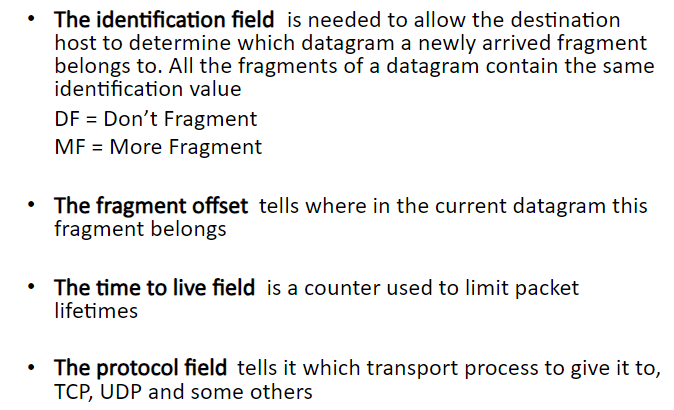 • The identification field is needed to allow the destination
host to determine which datagram a newly arrived fragment
belongs to. All the fragments of a datagram contain the same
identification value
DF = Don’t Fragment
MF = More Fragment
• The fragment offset tells where in the current datagram this
fragment belongs
• The time to live field is a counter used to limit packet
lifetimes
• The protocol field tells it which transport process to give it to,
TCP, UDP and some others